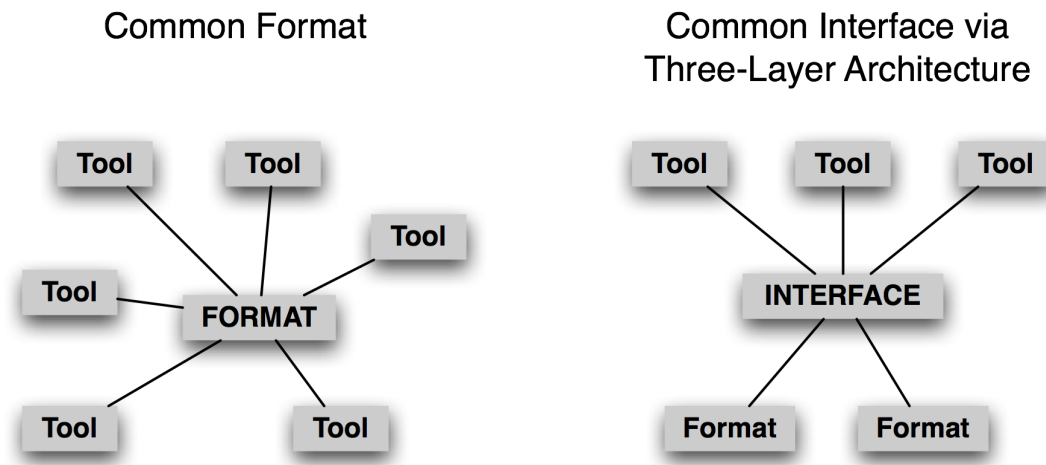 Common Format
Common Interface via
Three-Layer Architecture
Tool
Tool
Tool
Tool
FORMAT
Tool
Tool
Tool
Tool
Tool
INTERFACE
Format
Format